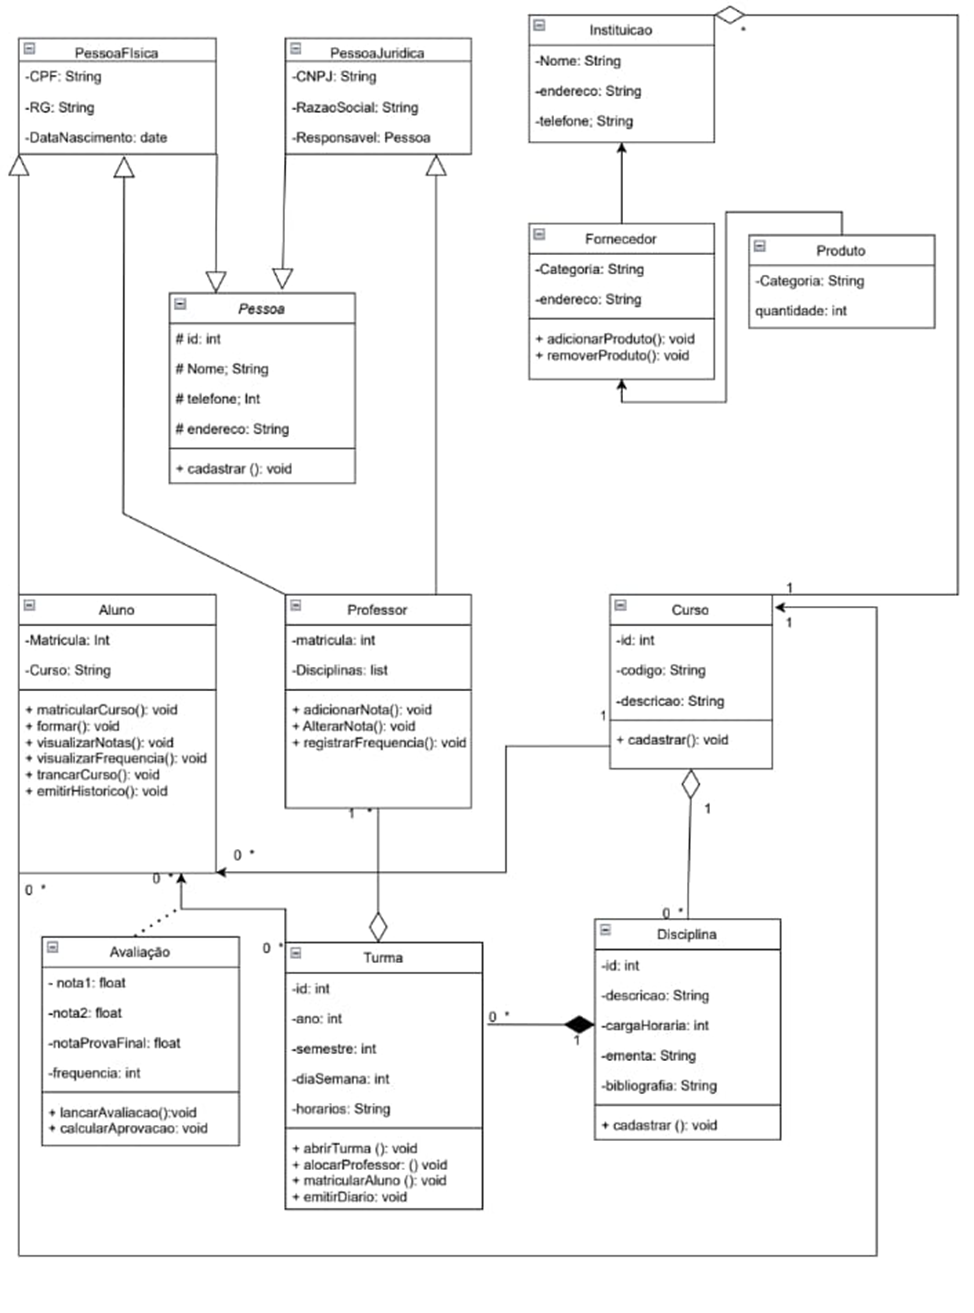 PessoaFIsica
-CPF: String
-RG: String
-DataNascimento: date
PessoaJuridica
-CNPJ: String
-RazaoSocial: String
-Responsavel: Pessoa
Instituicao
-Nome: String
-endereco: String
-telefone; String
*
Fornecedor
-Categoria: String
-endereco: String
+ adicionarProduto(): void
+ removerProduto(): void
Produto
-Categoria: String
quantidade: int
Pessoa
# id: int
# Nome; String
# telefone; Int
# endereco: String
+ cadastrar (): void
Aluno
-Matricula: Int
-Curso: String
+ matricularCurso(): void
+ formar(): void
+ visualizarNotas(): void
+ visualizarFrequencia(): void
+ trancarCurso(): void
+ emitirHistorico(): void
Professor
-matricula: int
-Disciplinas: list
+ adicionarNota(): void
+ AlterarNota(): void
+ registrarFrequencia(): void
1
Curso
1
-id: int
-codigo: String
-descricao: String
1
+ cadastrar(): void
1
1 *
0 *
0 *
0 *
0 *
0 *
Avaliação
- nota1: float
-nota2: float
-notaProvaFinal: float
-frequencia: int
+ lancarAvaliacao():void
+ calcularAprovacao: void
Turma
-id: int
-ano: int
-semestre: int
-diaSemana: int
-horarios: String
+ abrirTurma (): void
+ alocarProfessor: () void
+ matricularAluno (): void
+ emitirDiario: void
0 *
1
Disciplina
-id: int
-descricao: String
-cargaHoraria: int
-ementa: String
-bibliografia: String
+ cadastrar (): void